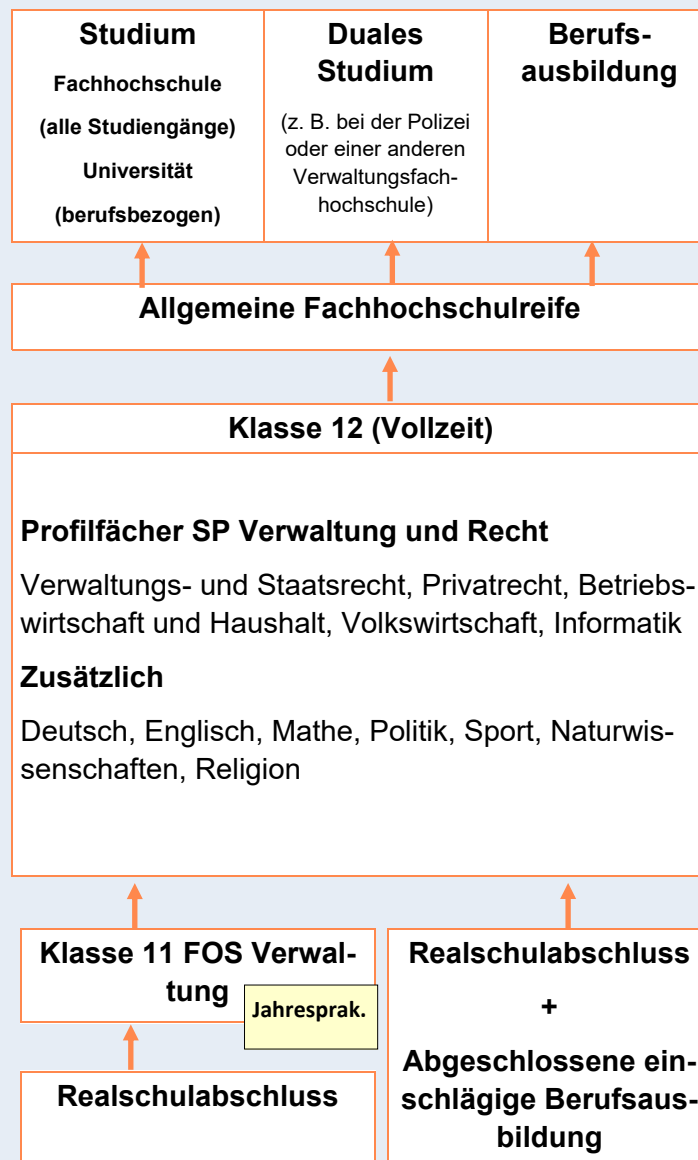 Studium
Fachhochschule
(alle Studiengänge)
Universität
(berufsbezogen)
Duales
Studium
(z. B. bei der Polizei
oder einer anderen
Verwaltungsfach-
hochschule)
Berufs-
ausbildung
Allgemeine Fachhochschulreife
Klasse 12 (Vollzeit)
Profilfächer SP Verwaltung und Recht
Verwaltungs- und Staatsrecht, Privatrecht, Betriebs-
wirtschaft und Haushalt, Volkswirtschaft, Informatik
Zusätzlich
Deutsch, Englisch, Mathe, Politik, Sport, Naturwis-
senschaften, Religion
Klasse 11 FOS Verwal-
tung
Jahresprak.
Realschulabschluss
Realschulabschluss
+
Abgeschlossene ein-
schlägige Berufsaus-
bildung